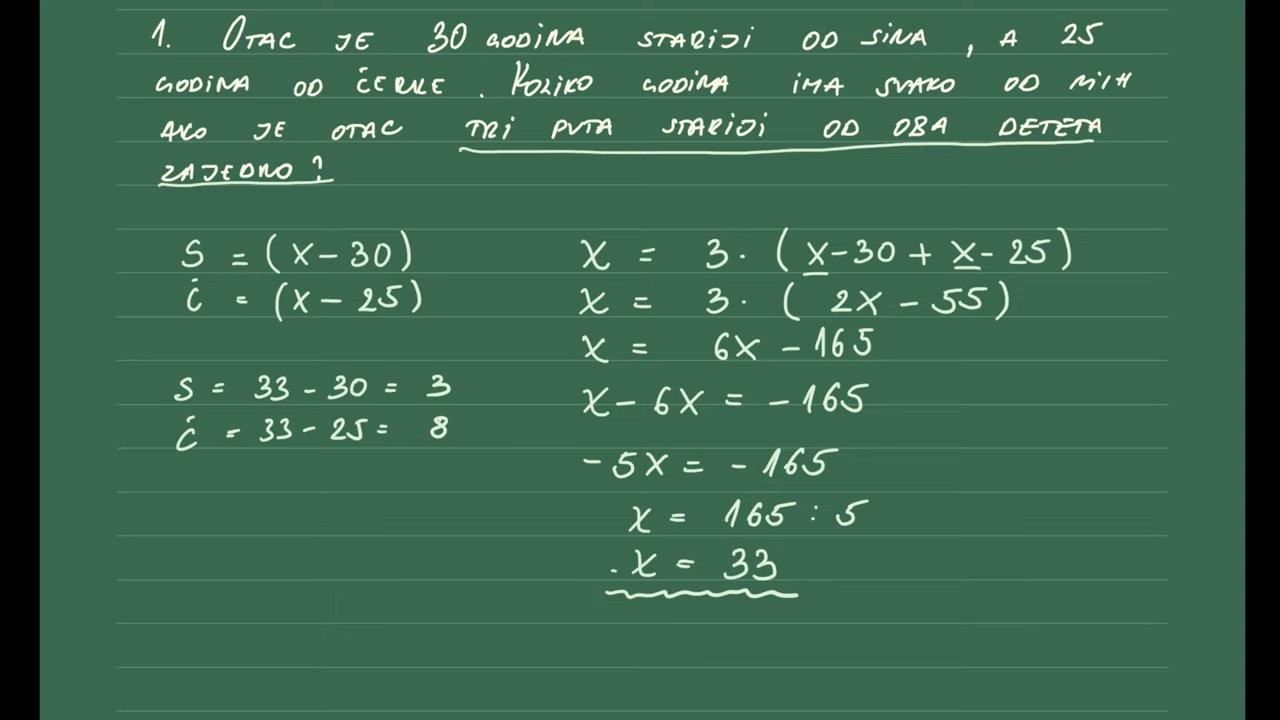 1. OTAC JE 30 GODINA STARIJI OD SINA, A 25
GODINA OD ĆERKE. KOLIKO GODINA IMA SVAKO OD NJIH
AKO JE OTAC TRI PUTA STARIJI OD OBA DETETA
ZAJEDNO?
S = (x - 30)
Ć = (x - 25)
S = 33 - 30 = 3
Ć = 33 - 25 = 8
x = 3 · (x - 30 + x - 25)
x = 3 · (2x - 55)
x = 6x - 165
x - 6x = - 165
- 5x = - 165
x = 165 : 5
. x = 33